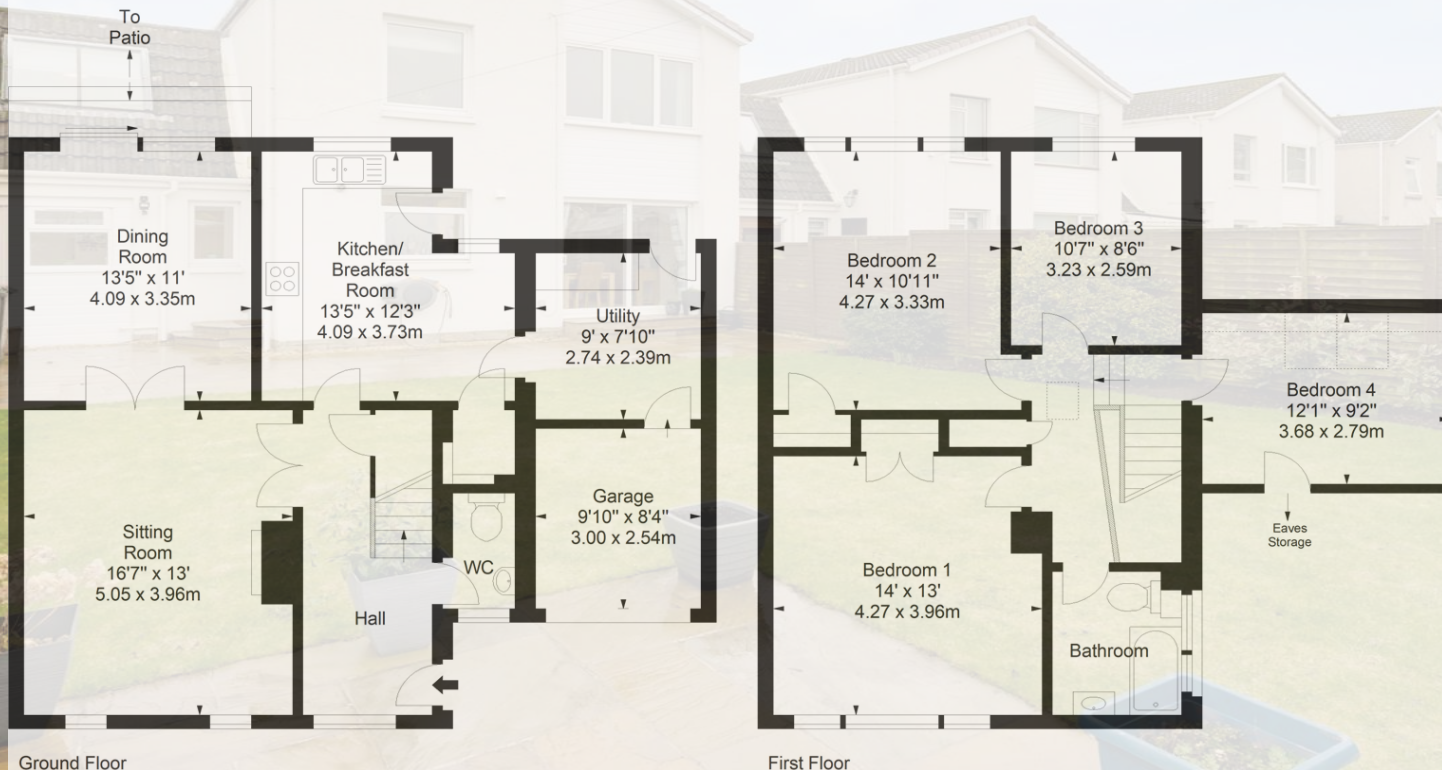 To
Patio
Dining
Room
13'5" x 11'
4.09 x 3.35m
Kitchen/
Breakfast
Room
13'5" x 12'3"
4.09 x 3.73m
Utility
9' x 7'10"
2.74 x 2.39m
Sitting
Room
16'7" x 13'
5.05 x 3.96m
Hall
WC
Garage
9'10" x 8'4"
3.00 x 2.54m
Ground Floor
Bedroom 2
14' x 10'11"
4.27 x 3.33m
Bedroom 3
10'7" x 8'6"
3.23 x 2.59m
Bedroom 4
12'1" x 9'2"
3.68 x 2.79m
Eaves
Storage
Bedroom 1
14' x 13'
4.27 x 3.96m
Bathroom
First Floor